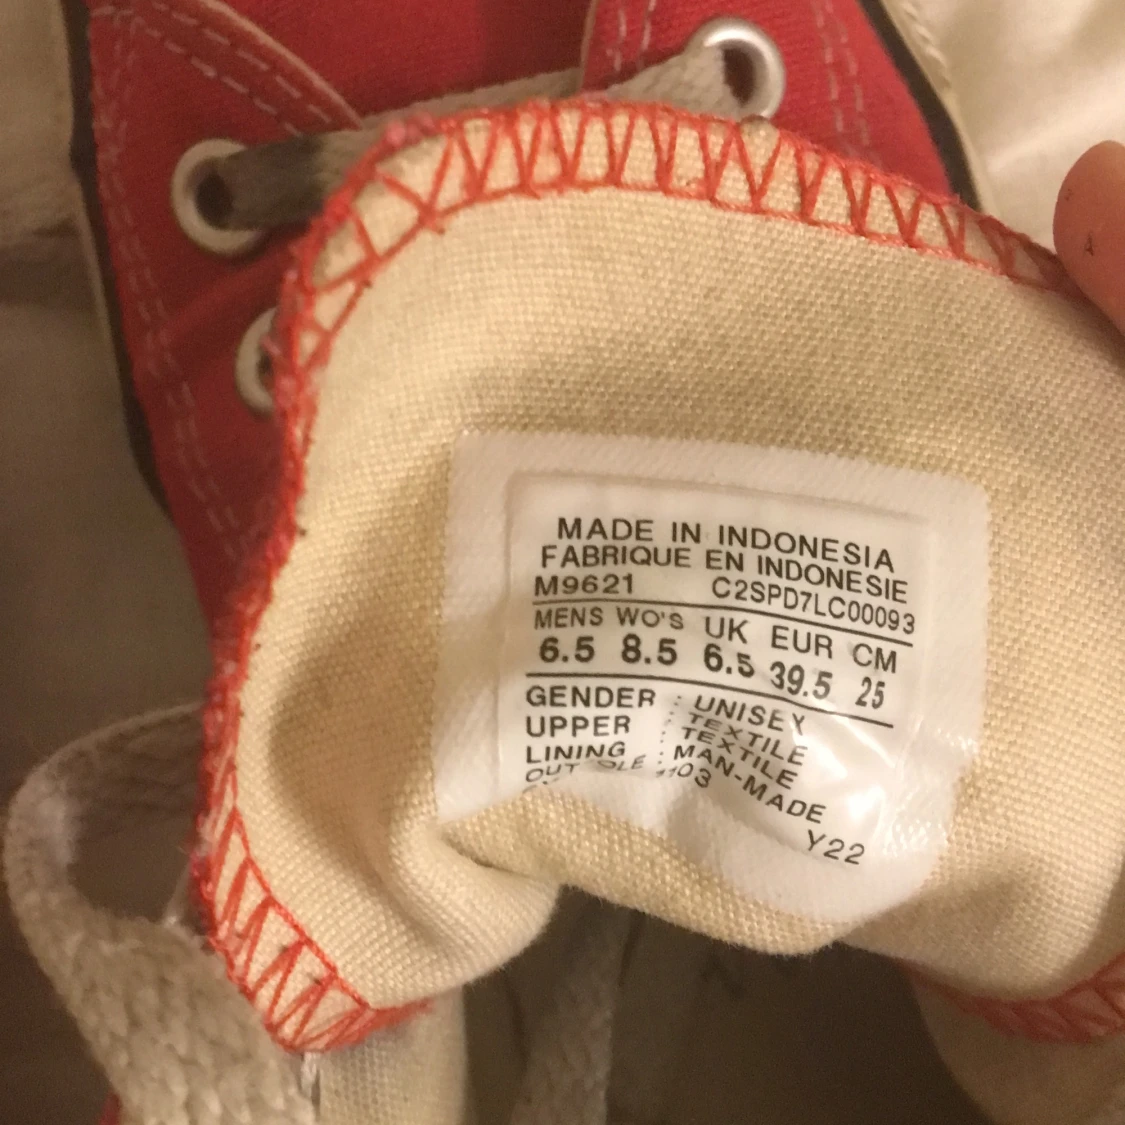 MADE IN INDONESIA
FABRIQUE EN INDONESIE
M9621 C2SPD7LC00093
MENS WO'S UK EUR CM
6.5 8.5 6.5 39.5 25
GENDER : UNISEX
UPPER : TEXTILE
LINING : TEXTILE
: MAN-MADE
Y22